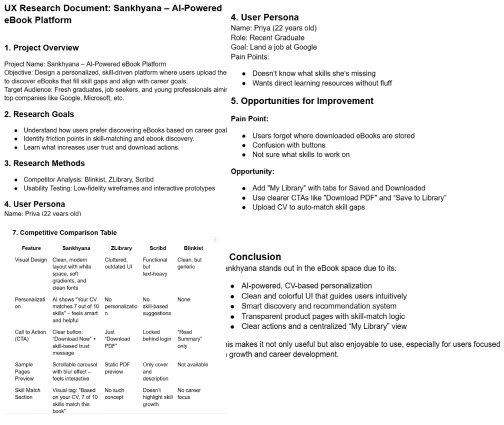 UX Research Document: Sankhyana – AI-Powered
eBook Platform
1. Project Overview
Project Name: Sankhyana – AI-Powered eBook Platform
Objective: Design a personalized, skill-driven platform where users upload the
to discover eBooks that fill skill gaps and align with career goals.
Target Audience: Fresh graduates, job seekers, and young professionals aimin
top companies like Google, Microsoft, etc.
2. Research Goals
● Understand how users prefer discovering eBooks based on career goal
● Identify friction points in skill-matching and ebook discovery.
● Learn what increases user trust and download actions.
3. Research Methods
● Competitor Analysis: Blinkist, ZLibrary, Scribd
● Usability Testing: Low-fidelity wireframes and interactive prototypes
4. User Persona
Name: Priya (22 years old)
7. Competitive Comparison Table
Feature Sankhyana ZLibrary Scribd Blinkist
Visual Design Clean, modern layout with white space, soft gradients, and clean fonts Cluttered, outdated UI Functional but text-heavy Clean, but generic
Personalizati on AI shows "Your CV matches 7 out of 10 skills" – feels smart and helpful No personalizatio n No skill-based suggestions None
Call to Action (CTA) Clear button: "Download Now" + skill-based trust message Just "Download PDF" Locked behind login "Read Summary" only
Sample Pages Preview Scrollable carousel with blur effect – feels interactive Static PDF preview Only cover and description Not available
Skill Match Section Visual tag: "Based on your CV, 7 of 10 skills match this book" No such concept Doesn't highlight skill growth No career focus
4. User Persona
Name: Priya (22 years old)
Role: Recent Graduate
Goal: Land a job at Google
Pain Points:
● Doesn't know what skills she's missing
● Wants direct learning resources without fluff
5. Opportunities for Improvement
Pain Point:
● Users forget where downloaded eBooks are stored
● Confusion with buttons
● Not sure what skills to work on
Opportunity:
● Add "My Library" with tabs for Saved and Downloaded
● Use clearer CTAs like "Download PDF" and "Save to Library"
● Upload CV to auto-match skill gaps
Conclusion
ankhyana stands out in the eBook space due to its:
● AI-powered, CV-based personalization
● Clean and colorful UI that guides users intuitively
● Smart discovery and recommendation system
● Transparent product pages with skill-match logic
● Clear actions and a centralized "My Library" view
is makes it not only useful but also enjoyable to use, especially for users focused
growth and career development.